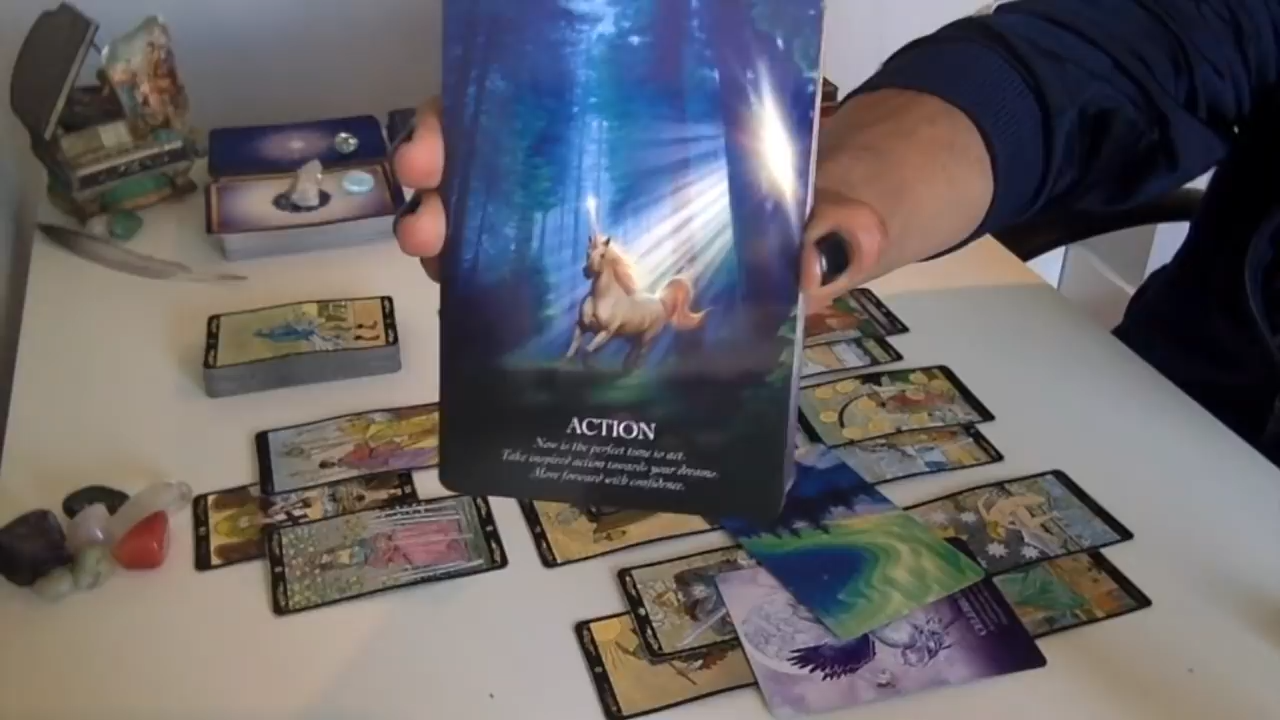 ACTION
Now is the perfect time to act.
Take inspired action towards your dreams.
Move forward with confidence.